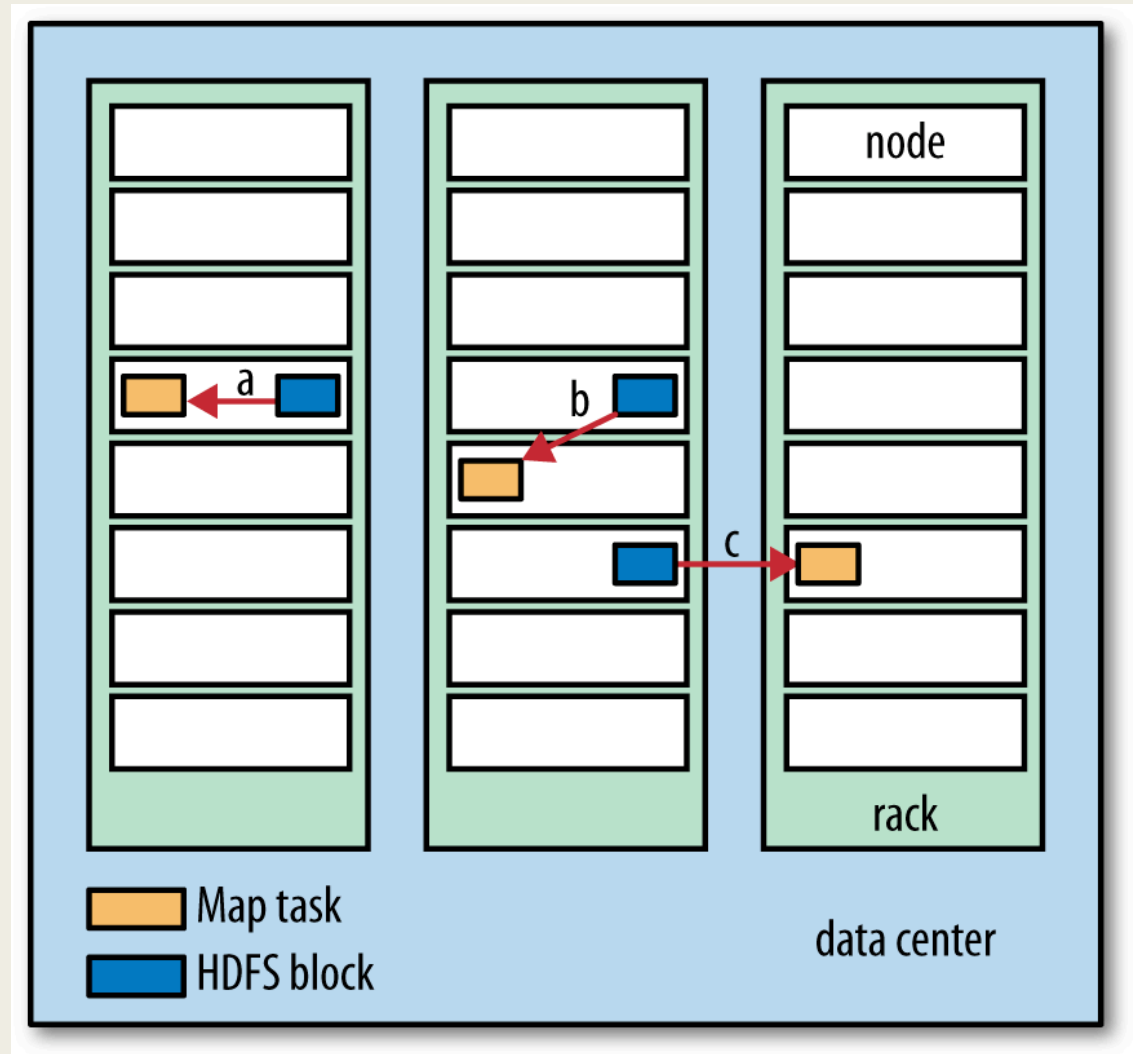 node
a
b
c
rack
Map task
HDFS block
data center